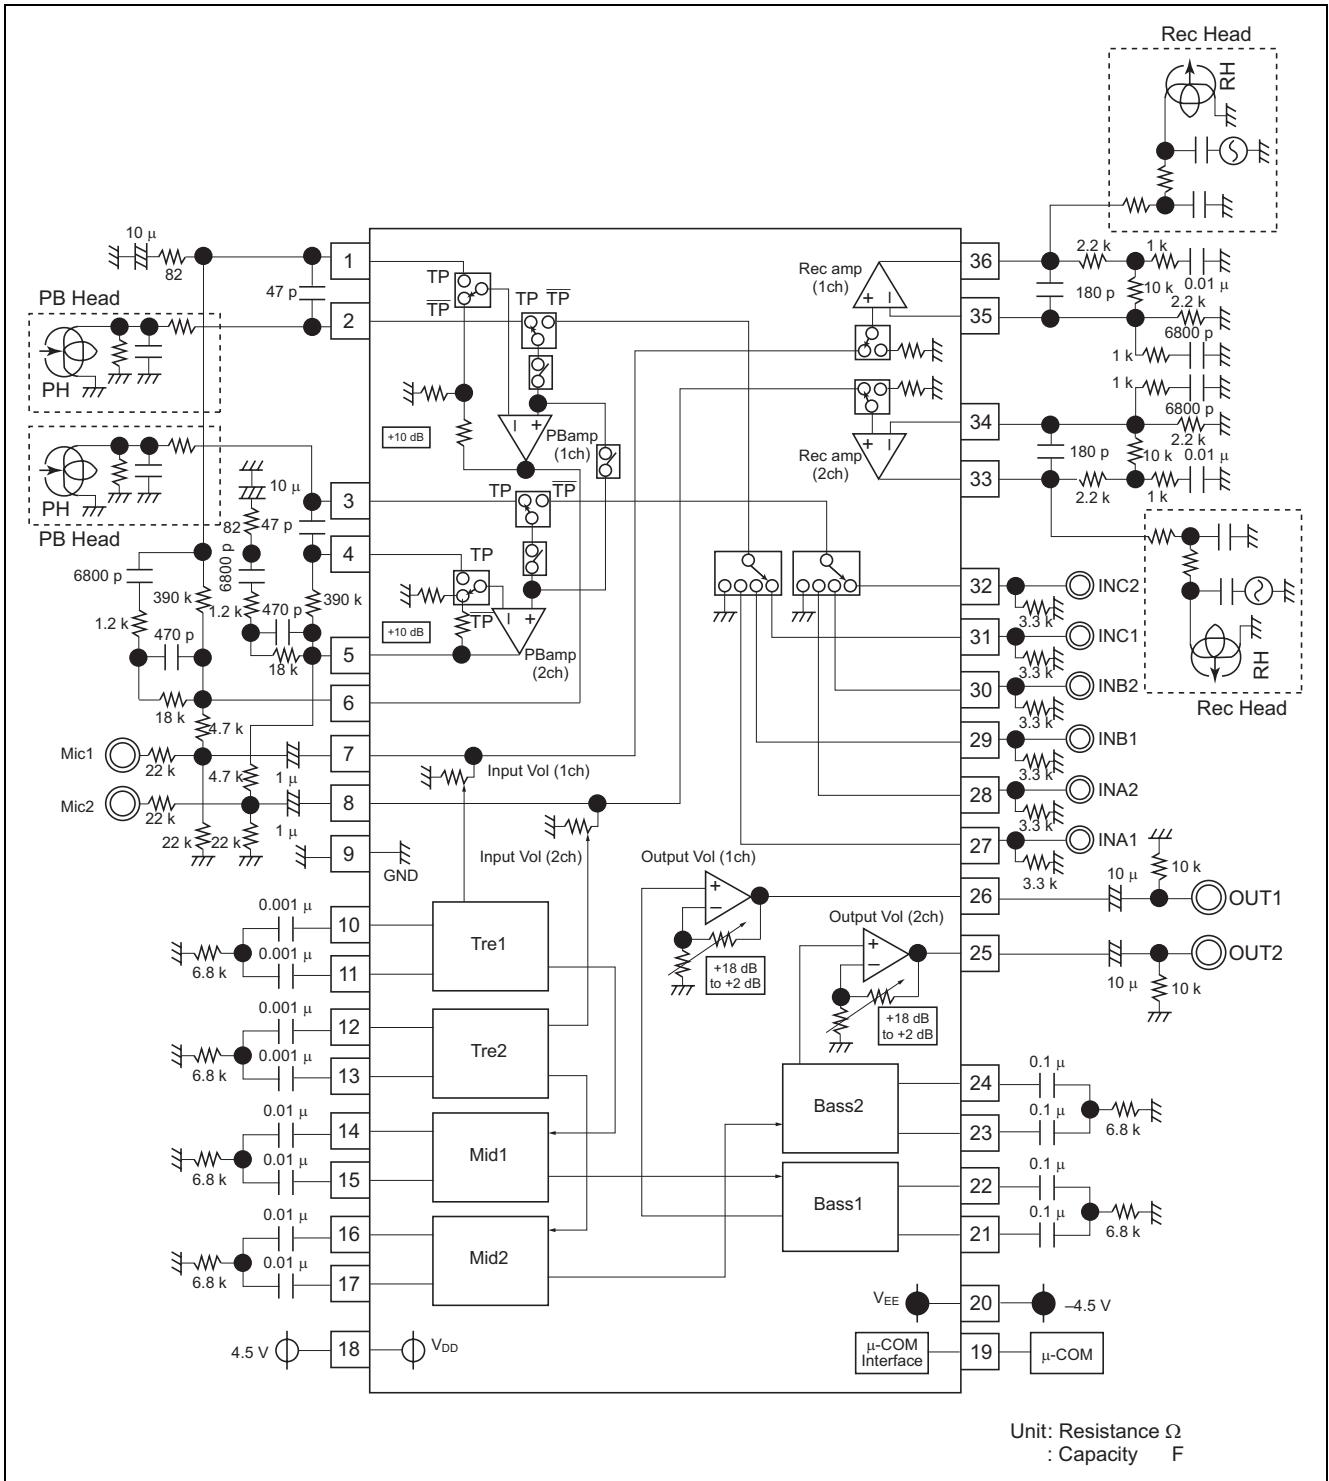 Rec Head
RH
10 μ
82
47 p
PB Head
PH
PH
PB Head
1
2
3
4
5
6
7
8
9
10
11
12
13
14
15
16
17
18
36
35
34
33
32
31
30
29
28
27
26
25
24
23
22
21
20
19
TP
TP
TP TP
+10 dB
PBamp
(1ch)
TP TP
TP
+10 dB
TP
PBamp
(2ch)
Rec amp
(1ch)
Rec amp
(2ch)
2.2 k
1 k
0.01 μ
180 p
10 k
2.2 k
6800 p
1 k
1 k
6800 p
2.2 k
180 p
10 k
0.01 μ
2.2 k
1 k
RH
Rec Head
10 μ
82
47 p
6800 p
6800 p
390 k
1.2 k
390 k
1.2 k
470 p
470 p
18 k
18 k
4.7 k
Mic1
22 k
4.7 k
1 μ
Mic2
22 k
1 μ
22 k
22 k
GND
Input Vol (1ch)
Input Vol (2ch)
INC2
3.3 k
INC1
3.3 k
INB2
3.3 k
INB1
3.3 k
INA2
3.3 k
INA1
3.3 k
Output Vol (1ch)
+18 dB
to +2 dB
Output Vol (2ch)
+18 dB
to +2 dB
10 μ
10 k
OUT1
OUT2
10 μ
10 k
0.001 μ
0.001 μ
6.8 k
Tre1
0.001 μ
0.001 μ
6.8 k
Tre2
0.01 μ
0.01 μ
6.8 k
Mid1
0.01 μ
0.01 μ
6.8 k
Mid2
Bass2
0.1 μ
0.1 μ
6.8 k
Bass1
0.1 μ
0.1 μ
6.8 k
4.5 V
VDD
VEE
–4.5 V
μ-COM
Interface
μ-COM
Unit: Resistance Ω
: Capacity F